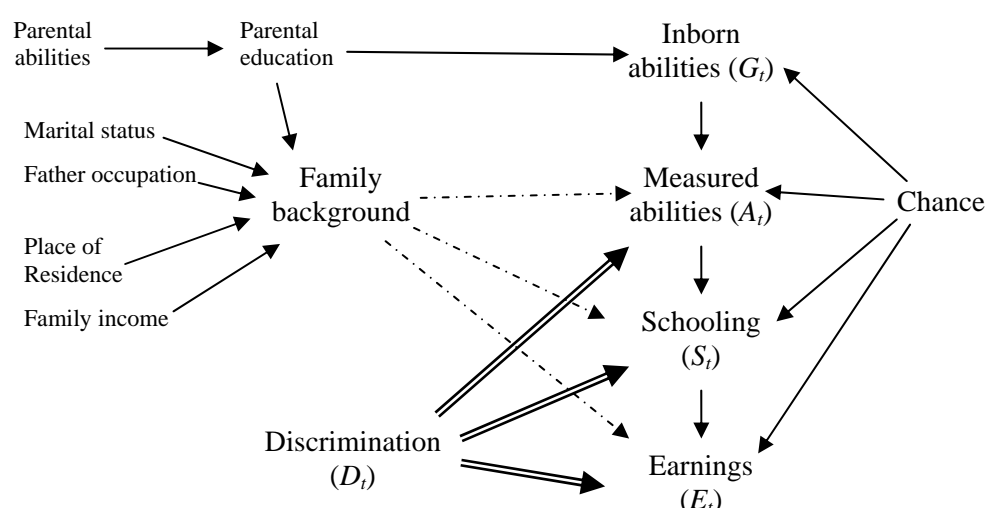 Parental
abilities
Parental
education
Inborn
abilities (Gₜ)
Marital status
Father occupation
Family
background
Measured
abilities (Aₜ)
Chance
Place of
Residence
Family income
Schooling
(Sₜ)
Discrimination
(Dₜ)
Earnings
(Eₜ)